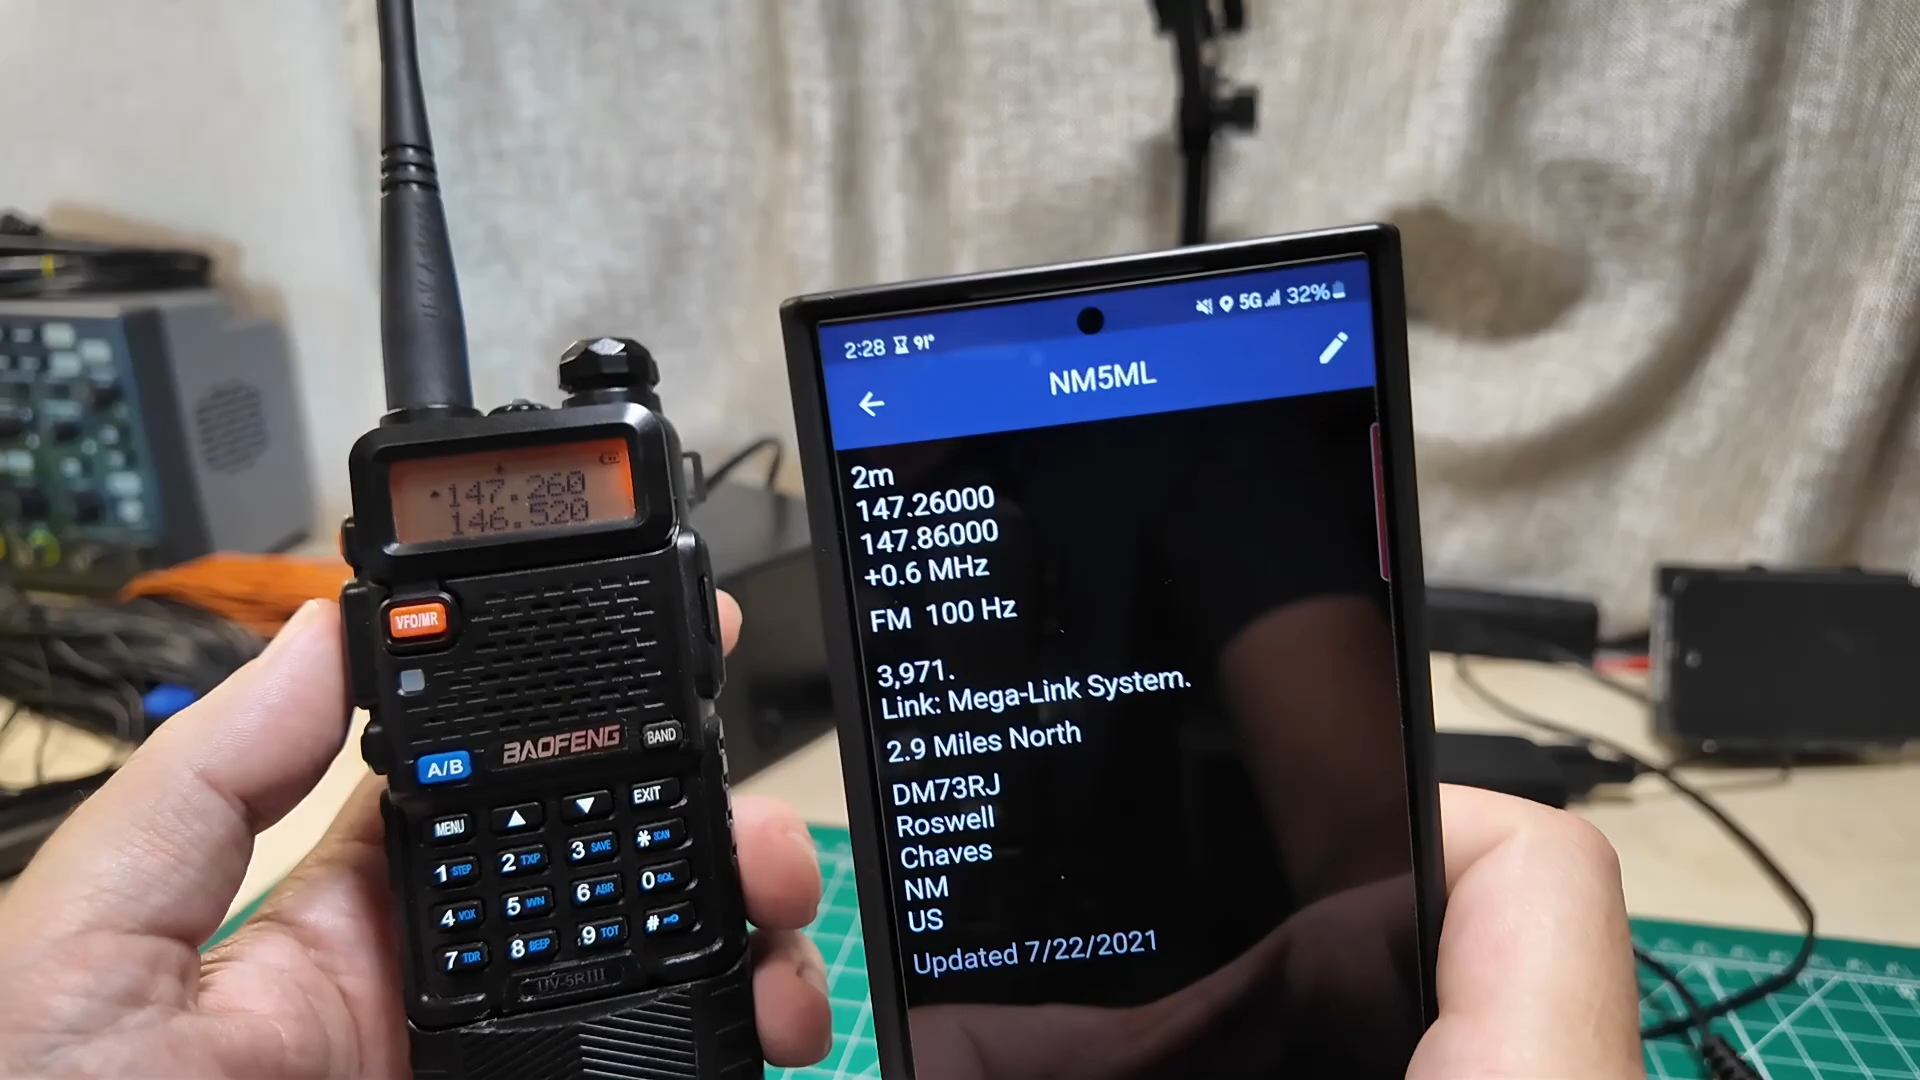 147.260
146.520
VFO/MR
BAOFENG
BAND
A/B
MENU
EXIT
1 STEP
2 TXP
3 SAVE
* SCAN
4 VOX
5 WN
6 ABR
0 SQL
7 TDR
8 BEEP
9 TOT
#
UV-5RIII
2:28 91°
5G 32%
NM5ML
2m
147.26000
147.86000
+0.6 MHz
FM 100 Hz
3,971.
Link: Mega-Link System.
2.9 Miles North
DM73RJ
Roswell
Chaves
NM
US
Updated 7/22/2021